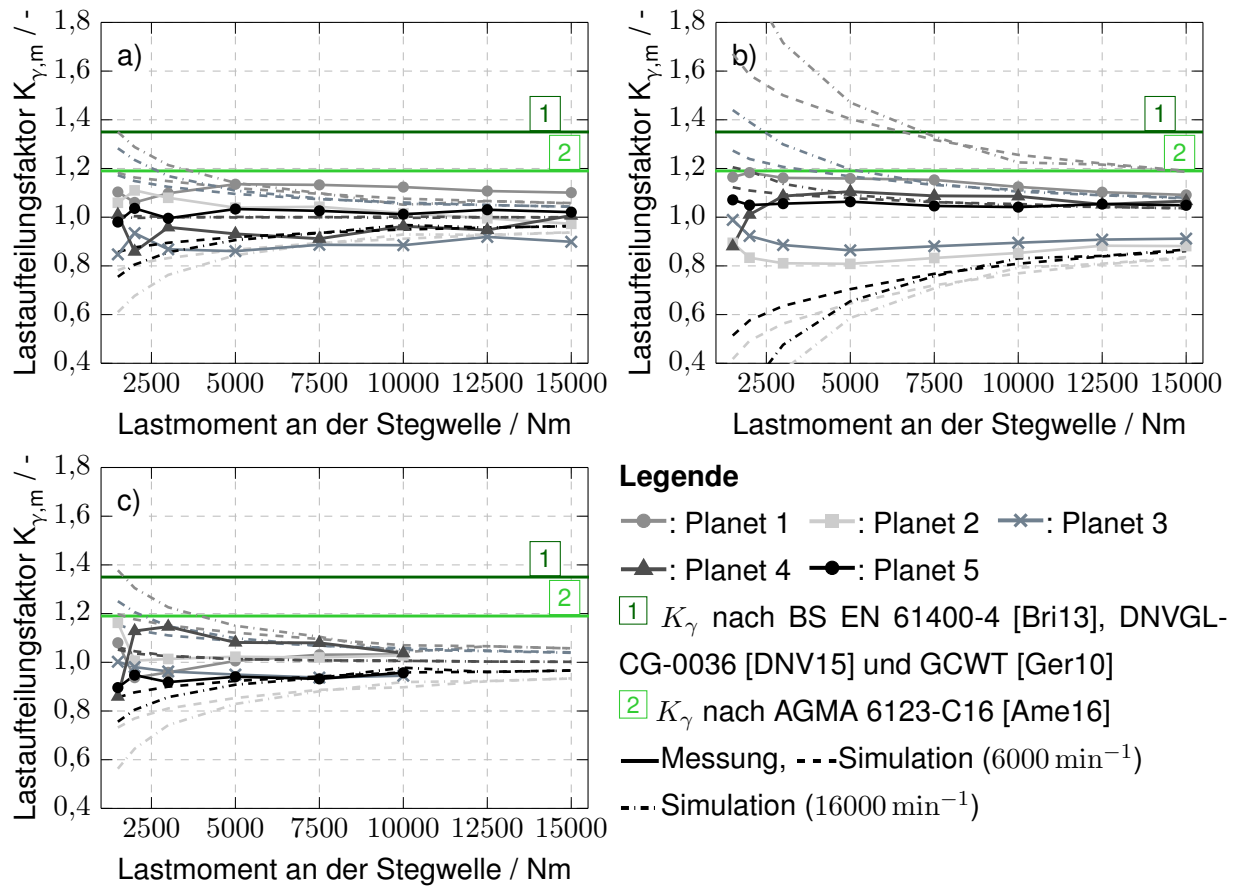 Lastaufteilungsfaktor Kγ,m / -
1,8
1,6
1,4
1,2
1,0
0,8
0,6
0,4
a)
1
2
2500 5000 7500 10000 12500 15000
Lastmoment an der Stegwelle / Nm
Lastaufteilungsfaktor Kγ,m / -
1,8
1,6
1,4
1,2
1,0
0,8
0,6
0,4
b)
1
2
2500 5000 7500 10000 12500 15000
Lastmoment an der Stegwelle / Nm
Lastaufteilungsfaktor Kγ,m / -
1,8
1,6
1,4
1,2
1,0
0,8
0,6
0,4
c)
1
2
2500 5000 7500 10000 12500 15000
Lastmoment an der Stegwelle / Nm
Legende
: Planet 1 : Planet 2 : Planet 3
: Planet 4 : Planet 5
1 Kγ nach BS EN 61400-4 [Bri13], DNVGL-
CG-0036 [DNV15] und GCWT [Ger10]
2 Kγ nach AGMA 6123-C16 [Ame16]
Messung, Simulation (6000 min⁻¹)
Simulation (16000 min⁻¹)